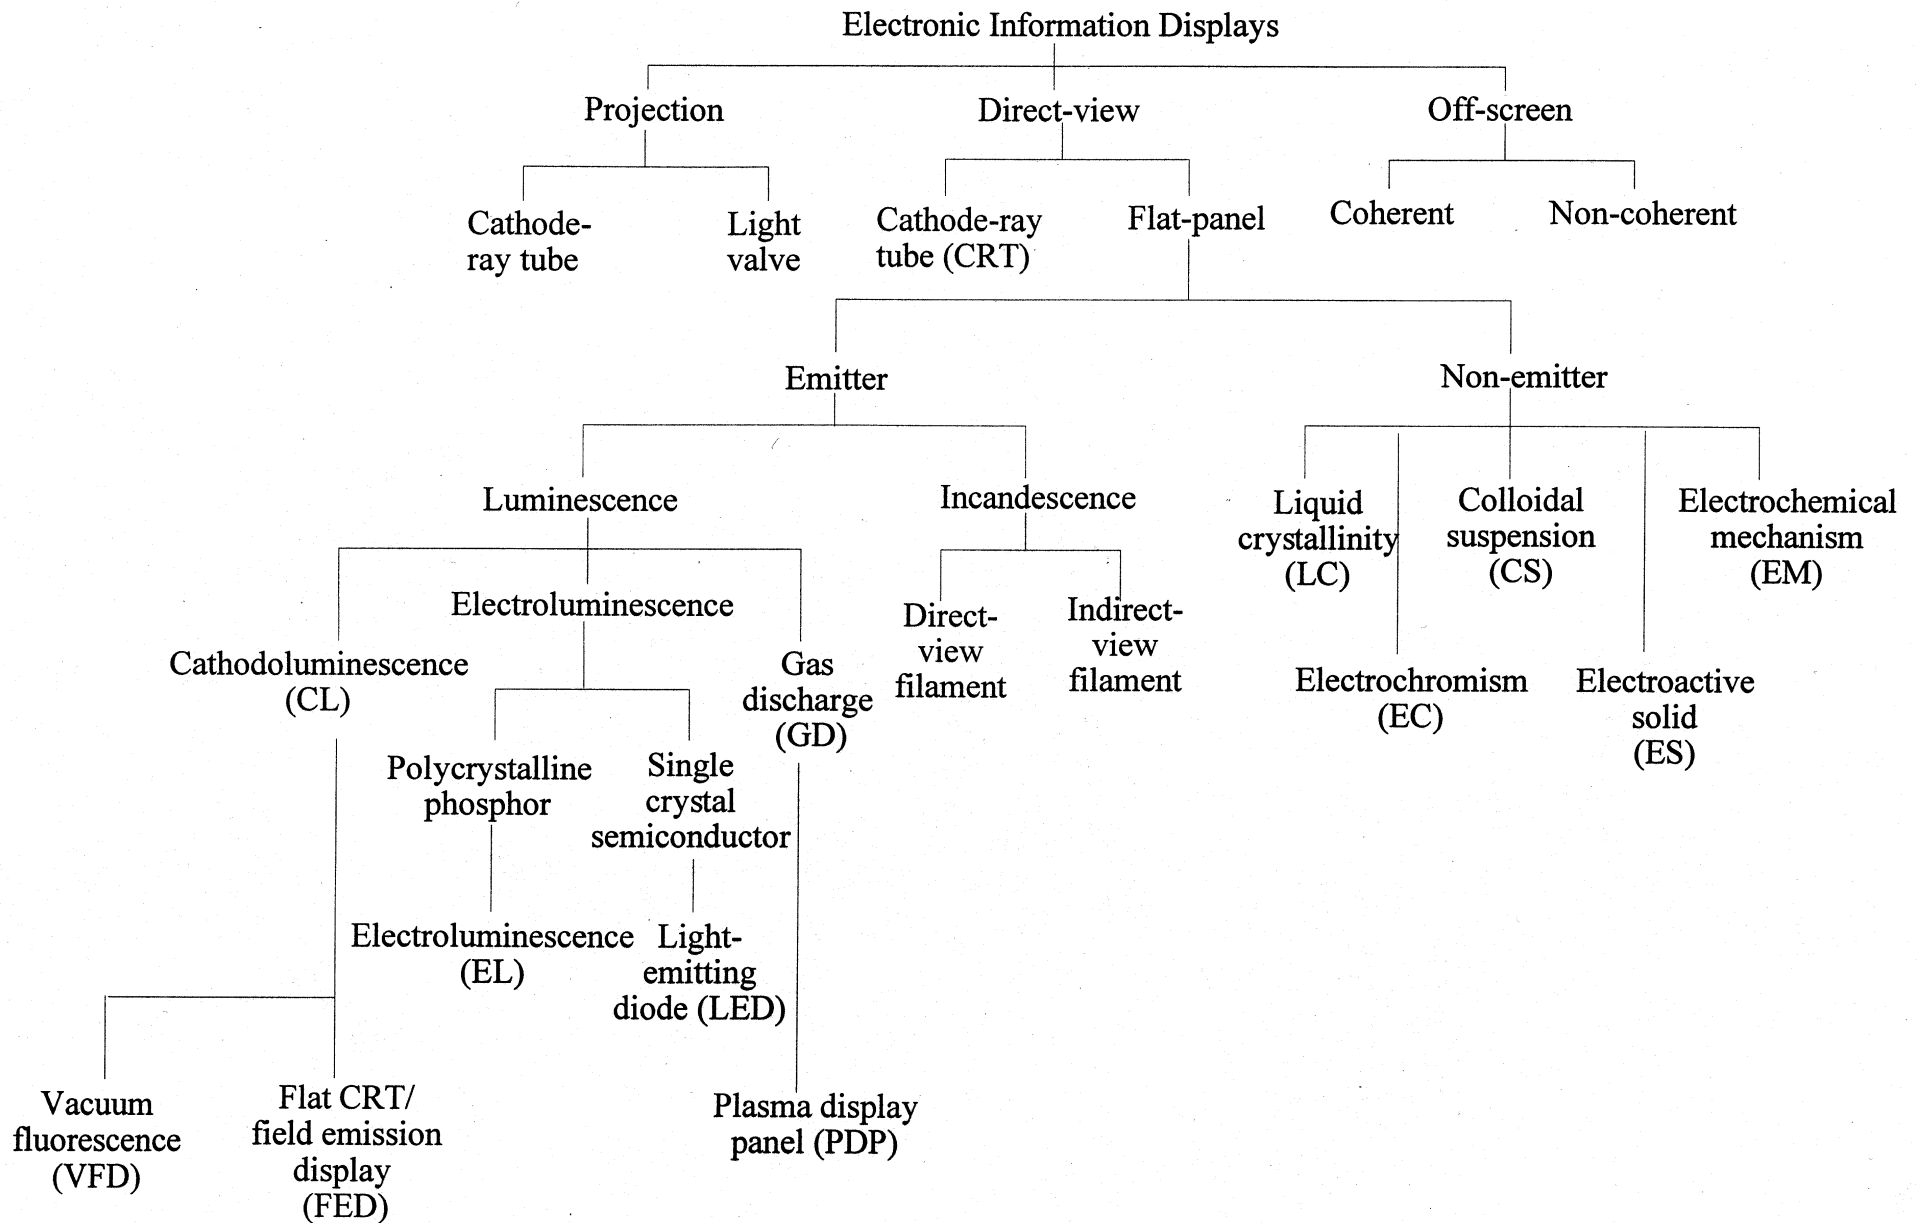 Electronic Information Displays
Projection
Direct-view
Off-screen
Cathode-
ray tube
Light
valve
Cathode-ray
tube (CRT)
Flat-panel
Coherent
Non-coherent
Emitter
Non-emitter
Luminescence
Incandescence
Liquid
crystallinity
(LC)
Colloidal
suspension
(CS)
Electrochemical
mechanism
(EM)
Electrochromism
(EC)
Electroactive
solid
(ES)
Cathodoluminescence
(CL)
Electroluminescence
Gas
discharge
(GD)
Direct-
view
filament
Indirect-
view
filament
Polycrystalline
phosphor
Single
crystal
semiconductor
Electroluminescence
(EL)
Light-
emitting
diode (LED)
Vacuum
fluorescence
(VFD)
Flat CRT/
field emission
display
(FED)
Plasma display
panel (PDP)